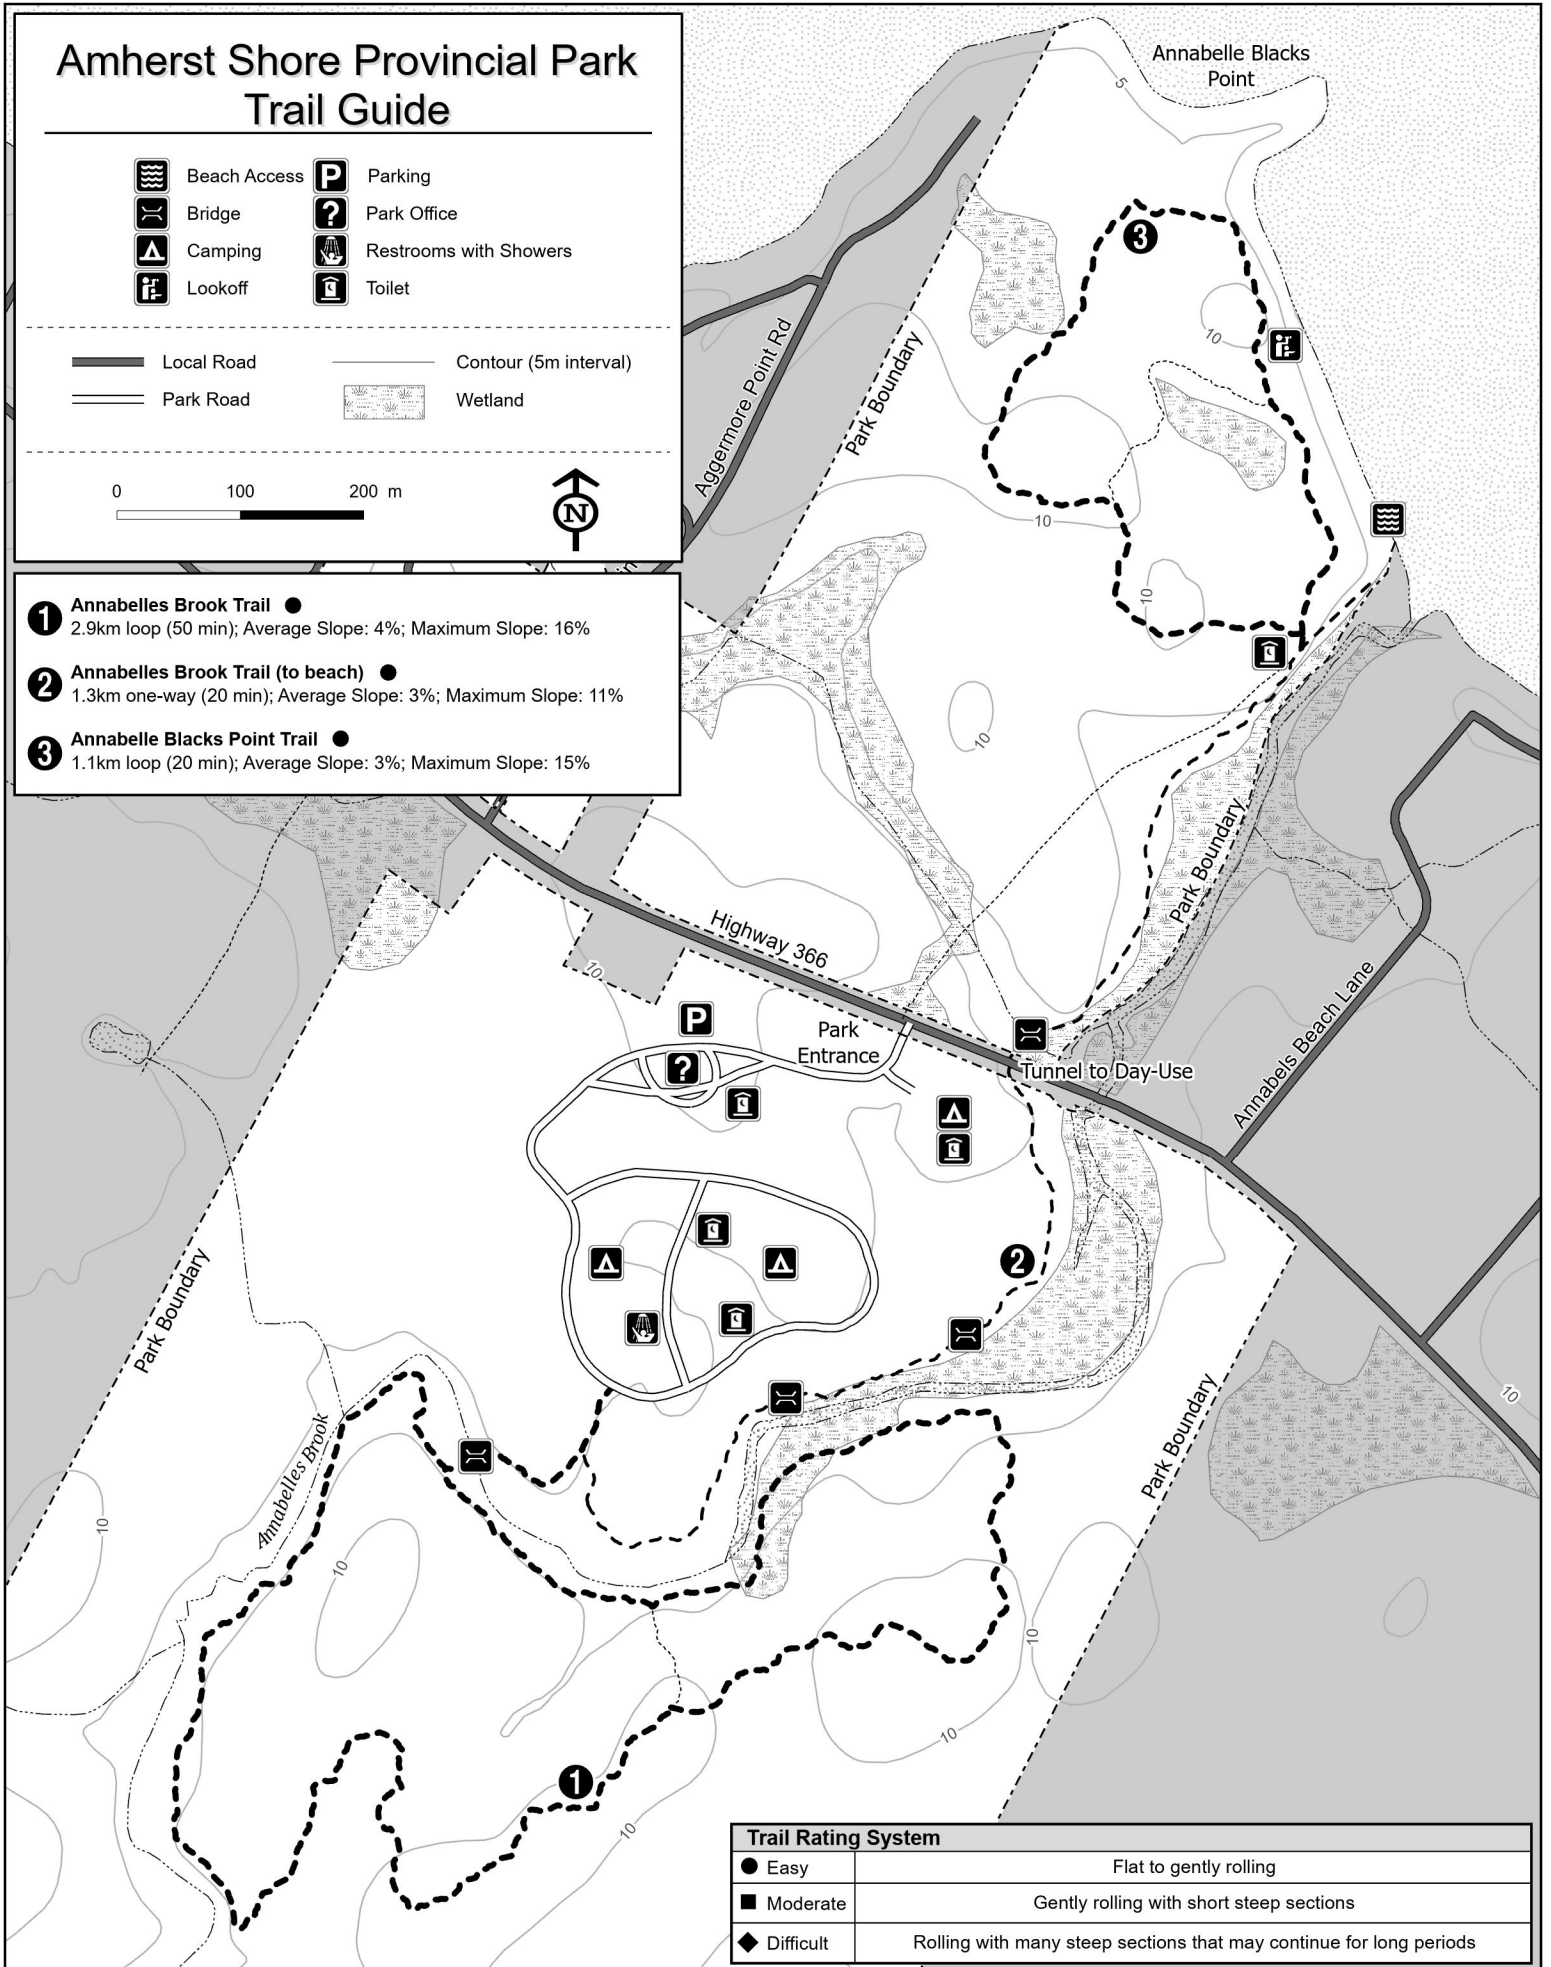 Amherst Shore Provincial Park
Trail Guide
Beach Access
Parking
Bridge
Park Office
Camping
Restrooms with Showers
Lookoff
Toilet
Local Road
Contour (5m interval)
Park Road
Wetland
0 100 200 m
N
1 Annabelles Brook Trail
2.9km loop (50 min); Average Slope: 4%; Maximum Slope: 16%
2 Annabelles Brook Trail (to beach)
1.3km one-way (20 min); Average Slope: 3%; Maximum Slope: 11%
3 Annabelle Blacks Point Trail
1.1km loop (20 min); Average Slope: 3%; Maximum Slope: 15%
Annabelle Blacks
Point
5
3
10
Aggermore Point Rd
Park Boundary
10
10
10
Park Boundary
Highway 366
10
P
?
Park
Entrance
Tunnel to Day-Use
Annabels Beach Lane
2
Park Boundary
Park Boundary
10
Annabelles Brook
10
10
10
10
1
10
Trail Rating System
Easy Flat to gently rolling
Moderate Gently rolling with short steep sections
Difficult Rolling with many steep sections that may continue for long periods